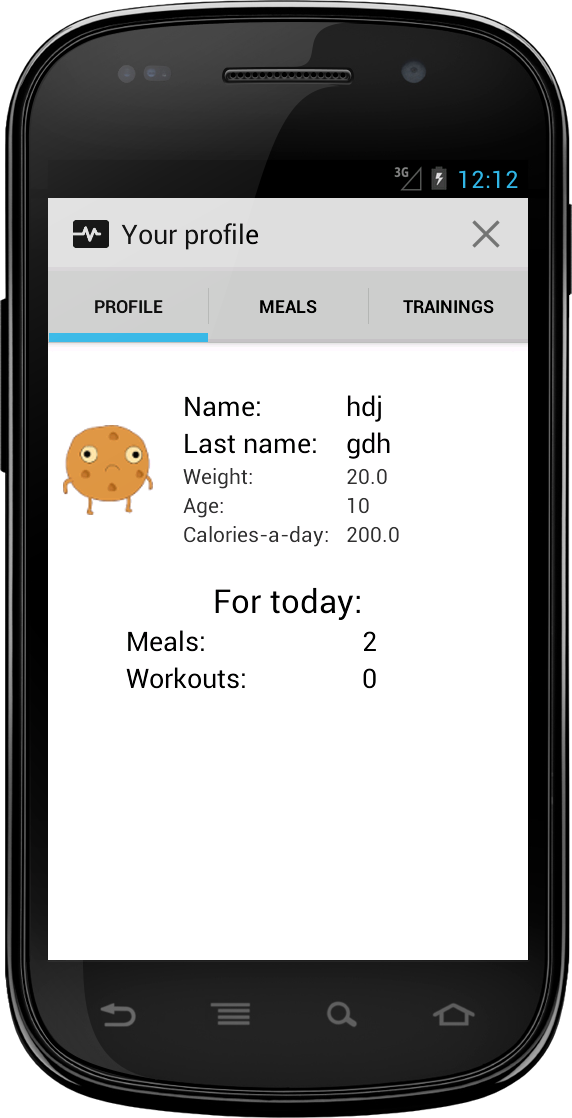 3G 12:12
Your profile
PROFILE MEALS TRAININGS
Name: hdj
Last name: gdh
Weight: 20.0
Age: 10
Calories-a-day: 200.0
For today:
Meals: 2
Workouts: 0